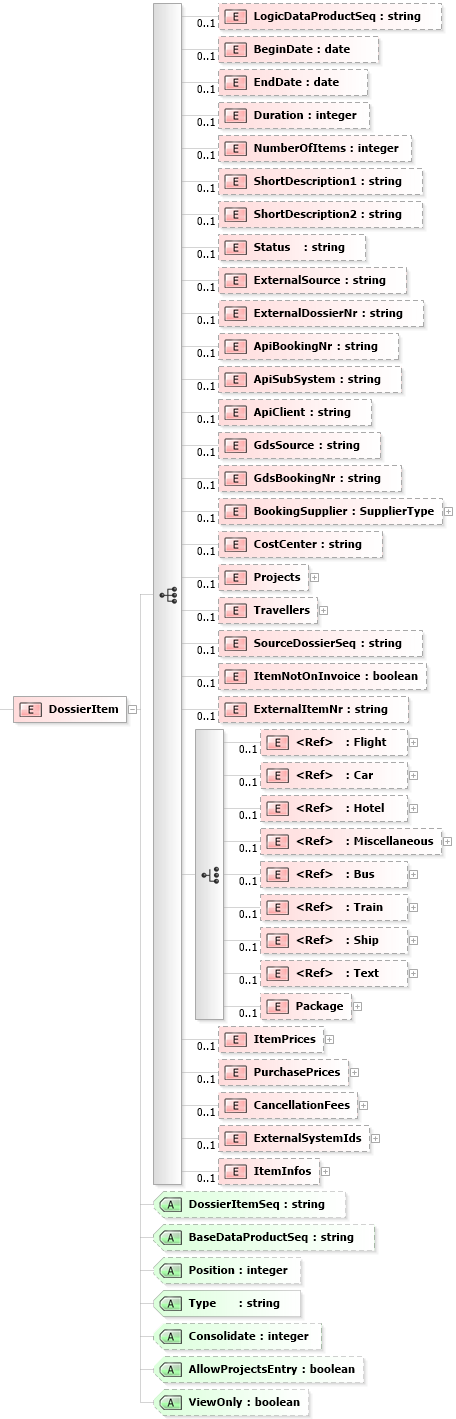 E LogicDataProductSeq : string
0..1
E BeginDate : date
0..1
E EndDate : date
0..1
E Duration : integer
0..1
E NumberOfItems : integer
0..1
E ShortDescription1 : string
0..1
E ShortDescription2 : string
0..1
E Status : string
0..1
E ExternalSource : string
0..1
E ExternalDossierNr : string
0..1
E ApiBookingNr : string
0..1
E ApiSubSystem : string
0..1
E ApiClient : string
0..1
E GdsSource : string
0..1
E GdsBookingNr : string
0..1
E BookingSupplier : SupplierType
0..1
E CostCenter : string
0..1
E Projects
0..1
E Travellers
0..1
E SourceDossierSeq : string
0..1
E ItemNotOnInvoice : boolean
0..1
E DossierItem
E ExternalItemNr : string
0..1
E <Ref> : Flight
0..1
E <Ref> : Car
0..1
E <Ref> : Hotel
0..1
E <Ref> : Miscellaneous
0..1
E <Ref> : Bus
0..1
E <Ref> : Train
0..1
E <Ref> : Ship
0..1
E <Ref> : Text
0..1
E Package
0..1
E ItemPrices
0..1
E PurchasePrices
0..1
E CancellationFees
0..1
E ExternalSystemIds
0..1
E ItemInfos
0..1
A DossierItemSeq : string
A BaseDataProductSeq : string
A Position : integer
A Type : string
A Consolidate : integer
A AllowProjectsEntry : boolean
A ViewOnly : boolean